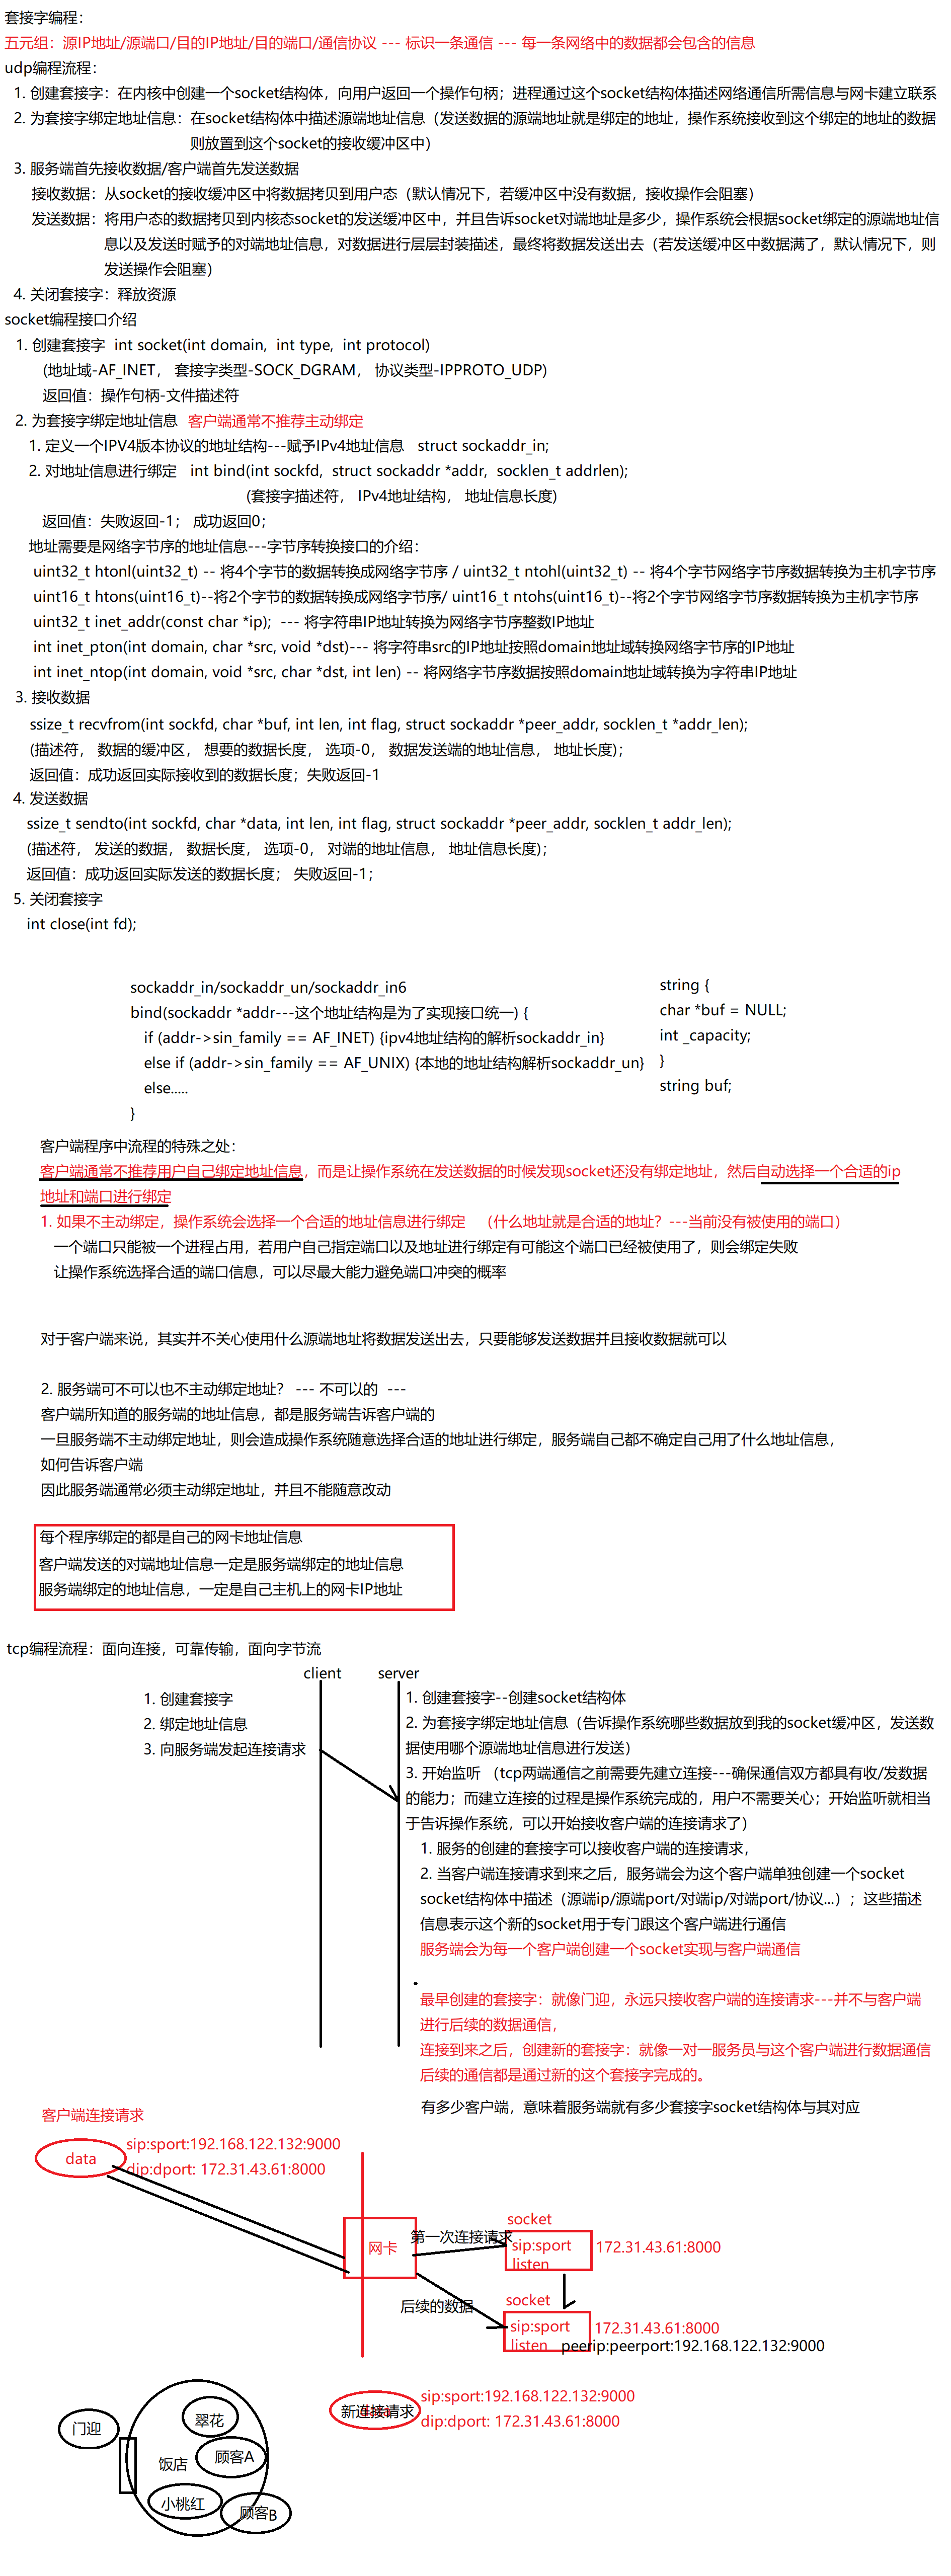 套接字编程：
五元组：源IP地址/源端口/目的IP地址/目的端口/通信协议 --- 标识一条通信 --- 每一条网络中的数据都会包含的信息
udp编程流程：
1. 创建套接字：在内核中创建一个socket结构体，向用户返回一个操作句柄；进程通过这个socket结构体描述网络通信所需信息与网卡建立联系
2. 为套接字绑定地址信息：在socket结构体中描述源端地址信息（发送数据的源端地址就是绑定的地址，操作系统接收到这个绑定的地址的数据
则放置到这个socket的接收缓冲区中）
3. 服务端首先接收数据/客户端首先发送数据
接收数据：从socket的接收缓冲区中将数据拷贝到用户态（默认情况下，若缓冲区中没有数据，接收操作会阻塞）
发送数据：将用户态的数据拷贝到内核态socket的发送缓冲区中，并且告诉socket对端地址是多少，操作系统会根据socket绑定的源端地址信
息以及发送时赋予的对端地址信息，对数据进行层层封装描述，最终将数据发送出去（若发送缓冲区中数据满了，默认情况下，则
发送操作会阻塞）
4. 关闭套接字：释放资源
socket编程接口介绍
1. 创建套接字 int socket(int domain, int type, int protocol)
(地址域-AF_INET， 套接字类型-SOCK_DGRAM， 协议类型-IPPROTO_UDP)
返回值：操作句柄-文件描述符
2. 为套接字绑定地址信息 客户端通常不推荐主动绑定
1. 定义一个IPV4版本协议的地址结构---赋予IPv4地址信息 struct sockaddr_in;
2. 对地址信息进行绑定 int bind(int sockfd, struct sockaddr *addr, socklen_t addrlen);
(套接字描述符， IPv4地址结构， 地址信息长度)
返回值：失败返回-1； 成功返回0；
地址需要是网络字节序的地址信息---字节序转换接口的介绍：
uint32_t htonl(uint32_t) -- 将4个字节的数据转换成网络字节序 / uint32_t ntohl(uint32_t) -- 将4个字节网络字节序数据转换为主机字节序
uint16_t htons(uint16_t)--将2个字节的数据转换成网络字节序/ uint16_t ntohs(uint16_t)--将2个字节网络字节序数据转换为主机字节序
uint32_t inet_addr(const char *ip); --- 将字符串IP地址转换为网络字节序整数IP地址
int inet_pton(int domain, char *src, void *dst)--- 将字符串src的IP地址按照domain地址域转换网络字节序的IP地址
int inet_ntop(int domain, void *src, char *dst, int len) -- 将网络字节序数据按照domain地址域转换为字符串IP地址
3. 接收数据
ssize_t recvfrom(int sockfd, char *buf, int len, int flag, struct sockaddr *peer_addr, socklen_t *addr_len);
(描述符， 数据的缓冲区， 想要的数据长度， 选项-0， 数据发送端的地址信息， 地址长度)；
返回值：成功返回实际接收到的数据长度；失败返回-1
4. 发送数据
ssize_t sendto(int sockfd, char *data, int len, int flag, struct sockaddr *peer_addr, socklen_t addr_len);
(描述符， 发送的数据， 数据长度， 选项-0， 对端的地址信息， 地址信息长度)；
返回值：成功返回实际发送的数据长度； 失败返回-1；
5. 关闭套接字
int close(int fd);
sockaddr_in/sockaddr_un/sockaddr_in6
bind(sockaddr *addr---这个地址结构是为了实现接口统一) {
if (addr->sin_family == AF_INET) {ipv4地址结构的解析sockaddr_in}
else if (addr->sin_family == AF_UNIX) {本地的地址结构解析sockaddr_un}
else.....
}
string {
char *buf = NULL;
int _capacity;
}
string buf;
客户端程序中流程的特殊之处：
客户端通常不推荐用户自己绑定地址信息，而是让操作系统在发送数据的时候发现socket还没有绑定地址，然后自动选择一个合适的ip
地址和端口进行绑定
1. 如果不主动绑定，操作系统会选择一个合适的地址信息进行绑定 （什么地址就是合适的地址？---当前没有被使用的端口）
一个端口只能被一个进程占用，若用户自己指定端口以及地址进行绑定有可能这个端口已经被使用了，则会绑定失败
让操作系统选择合适的端口信息，可以尽最大能力避免端口冲突的概率
对于客户端来说，其实并不关心使用什么源端地址将数据发送出去，只要能够发送数据并且接收数据就可以
2. 服务端可不可以也不主动绑定地址？ --- 不可以的 ---
客户端所知道的服务端的地址信息，都是服务端告诉客户端的
一旦服务端不主动绑定地址，则会造成操作系统随意选择合适的地址进行绑定，服务端自己都不确定自己用了什么地址信息，
如何告诉客户端
因此服务端通常必须主动绑定地址，并且不能随意改动
每个程序绑定的都是自己的网卡地址信息
客户端发送的对端地址信息一定是服务端绑定的地址信息
服务端绑定的地址信息，一定是自己主机上的网卡IP地址
tcp编程流程：面向连接，可靠传输，面向字节流
client server
1. 创建套接字
2. 绑定地址信息
3. 向服务端发起连接请求
1. 创建套接字--创建socket结构体
2. 为套接字绑定地址信息（告诉操作系统哪些数据放到我的socket缓冲区，发送数
据使用哪个源端地址信息进行发送）
3. 开始监听 （tcp两端通信之前需要先建立连接---确保通信双方都具有收/发数据
的能力；而建立连接的过程是操作系统完成的，用户不需要关心；开始监听就相当
于告诉操作系统，可以开始接收客户端的连接请求了）
1. 服务的创建的套接字可以接收客户端的连接请求，
2. 当客户端连接请求到来之后，服务端会为这个客户端单独创建一个socket
socket结构体中描述（源端ip/源端port/对端ip/对端port/协议...）；这些描述
信息表示这个新的socket用于专门跟这个客户端进行通信
服务端会为每一个客户端创建一个socket实现与客户端通信
最早创建的套接字：就像门迎，永远只接收客户端的连接请求---并不与客户端
进行后续的数据通信，
连接到来之后，创建新的套接字：就像一对一服务员与这个客户端进行数据通信
后续的通信都是通过新的这个套接字完成的。
有多少客户端，意味着服务端就有多少套接字socket结构体与其对应
客户端连接请求
data
sip:sport:192.168.122.132:9000
dip:dport: 172.31.43.61:8000
网卡
第一次连接请求
socket
sip:sport
listen
172.31.43.61:8000
后续的数据
socket
sip:sport
listen
172.31.43.61:8000
peerip:peerport:192.168.122.132:9000
新连接请求
sip:sport:192.168.122.132:9000
dip:dport: 172.31.43.61:8000
门迎
翠花
饭店
顾客A
小桃红
顾客B